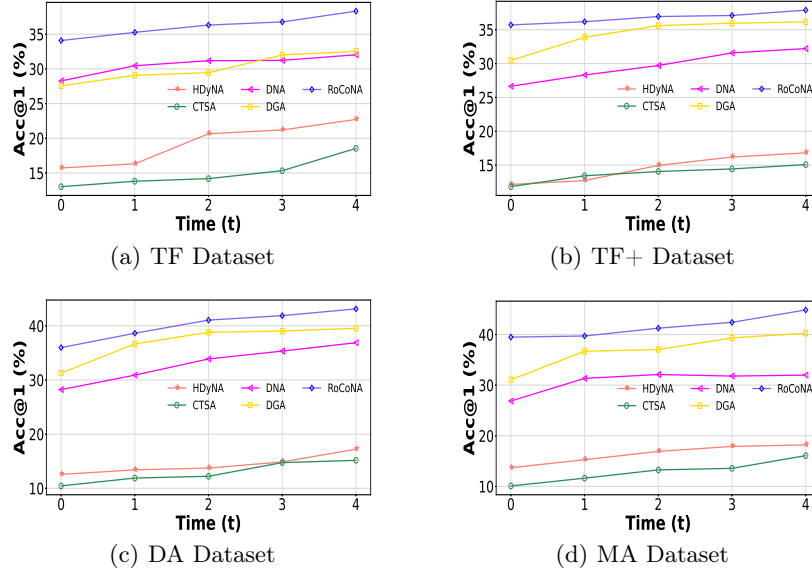 Acc@1 (%)
35
30
25
20
15
HDyNA DNA RoCoNA
CTSA DGA
0 1 2 3 4
Time (t)
(a) TF Dataset
Acc@1 (%)
35
30
25
20
15
HDyNA DNA RoCoNA
CTSA DGA
0 1 2 3 4
Time (t)
(b) TF+ Dataset
Acc@1 (%)
40
30
20
10
HDyNA DNA RoCoNA
CTSA DGA
0 1 2 3 4
Time (t)
(c) DA Dataset
Acc@1 (%)
40
30
20
10
HDyNA DNA RoCoNA
CTSA DGA
0 1 2 3 4
Time (t)
(d) MA Dataset